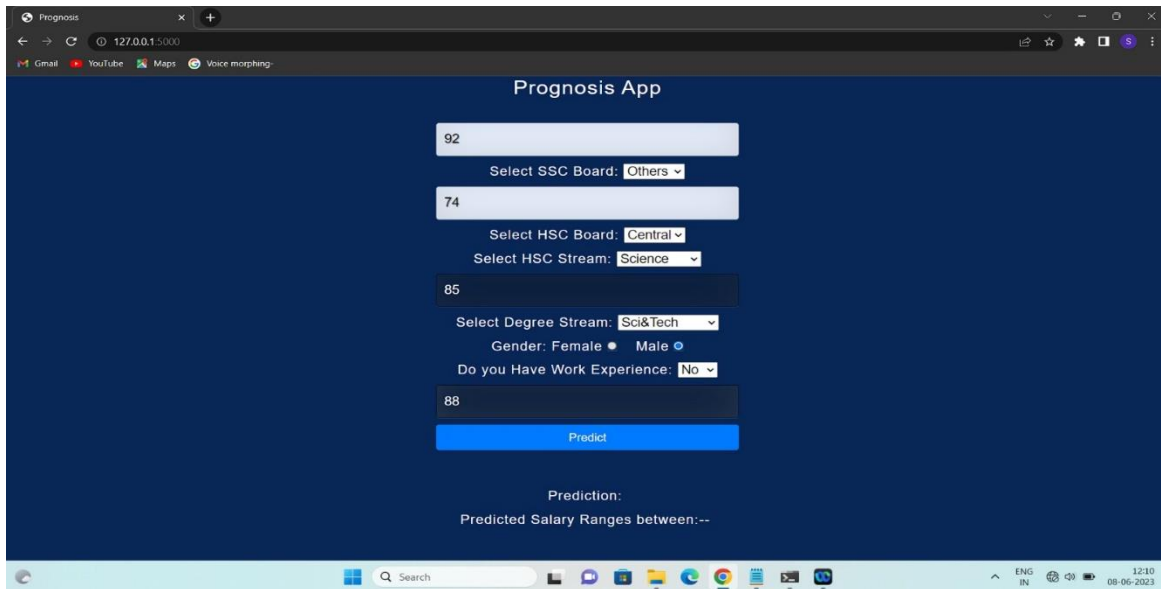 Prognosis
127.0.0.1:5000
S
Gmail YouTube Maps Voice morphing-
Prognosis App
92
Select SSC Board: Others
74
Select HSC Board: Central
Select HSC Stream: Science
85
Select Degree Stream: Sci&Tech
Gender: Female Male
Do you Have Work Experience: No
88
Predict
Prediction:
Predicted Salary Ranges between:--
Search
ENG 12:10
IN 08-06-2023